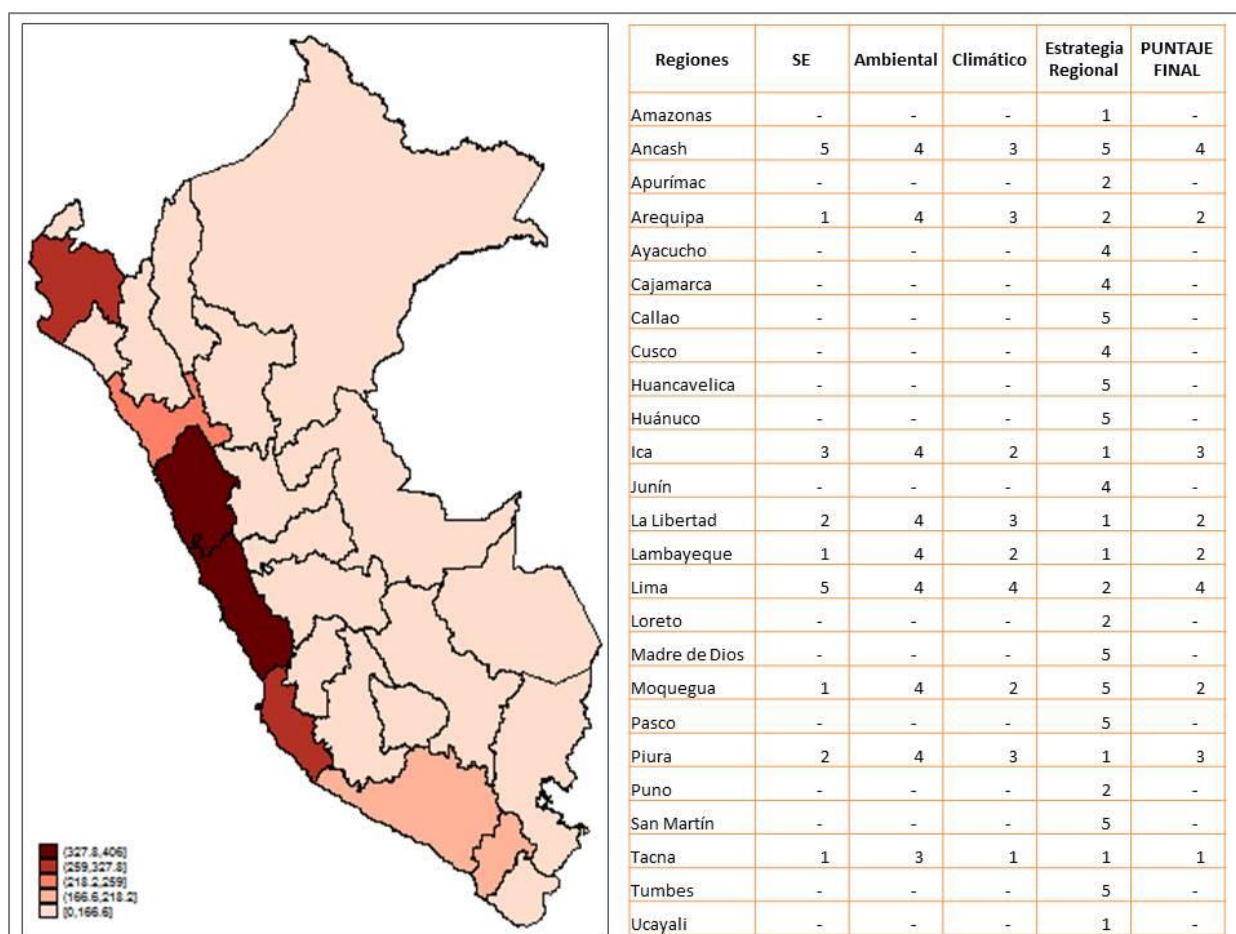 (327.8,406]
(259,327.8]
(218.2,259]
(166.6,218.2]
[0,166.6]
Regiones SE Ambiental Climático Estrategia Regional PUNTAJE FINAL
Amazonas - - - 1 -
Ancash 5 4 3 5 4
Apurímac - - - 2 -
Arequipa 1 4 3 2 2
Ayacucho - - - 4 -
Cajamarca - - - 4 -
Callao - - - 5 -
Cusco - - - 4 -
Huancavelica - - - 5 -
Huánuco - - - 5 -
Ica 3 4 2 1 3
Junín - - - 4 -
La Libertad 2 4 3 1 2
Lambayeque 1 4 2 1 2
Lima 5 4 4 2 4
Loreto - - - 2 -
Madre de Dios - - - 5 -
Moquegua 1 4 2 5 2
Pasco - - - 5 -
Piura 2 4 3 1 3
Puno - - - 2 -
San Martín - - - 5 -
Tacna 1 3 1 1 1
Tumbes - - - 5 -
Ucayali - - - 1 -